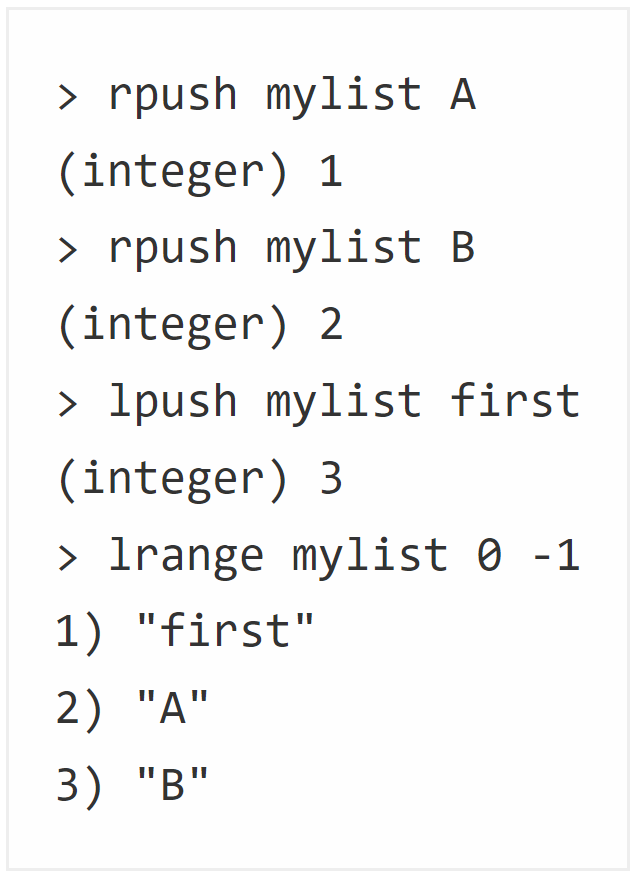 > rpush mylist A
(integer) 1
> rpush mylist B
(integer) 2
> lpush mylist first
(integer) 3
> lrange mylist 0 -1
1) "first"
2) "A"
3) "B"